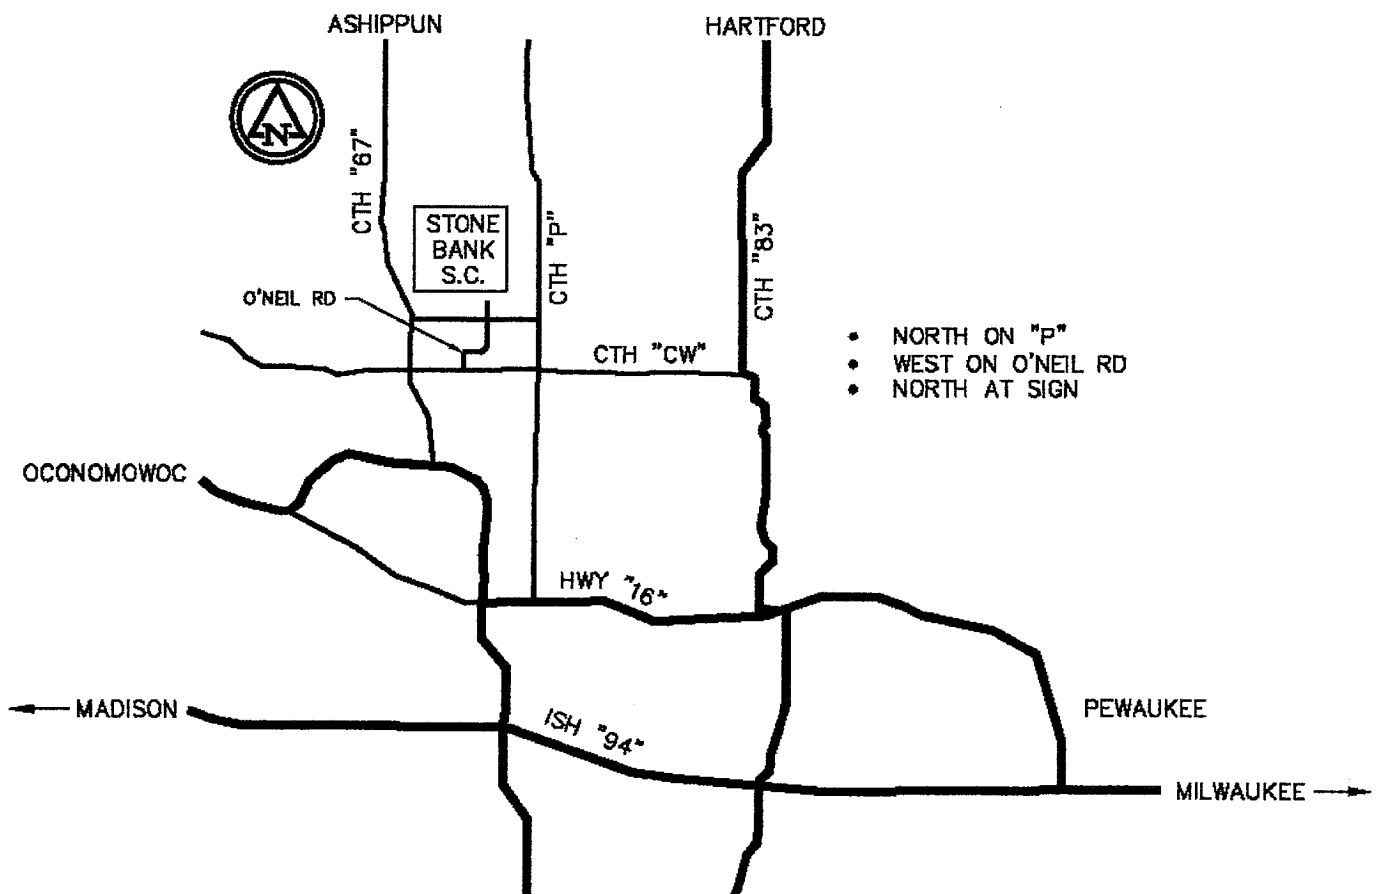 ASHIPPUN
HARTFORD
N
CTH "67"
STONE
BANK
S.C.
CTH "P"
CTH "83"
O'NEIL RD
CTH "CW"
• NORTH ON "P"
• WEST ON O'NEIL RD
• NORTH AT SIGN
OCONOMOWOC
HWY "16"
MADISON
ISH "94"
PEWAUKEE
MILWAUKEE